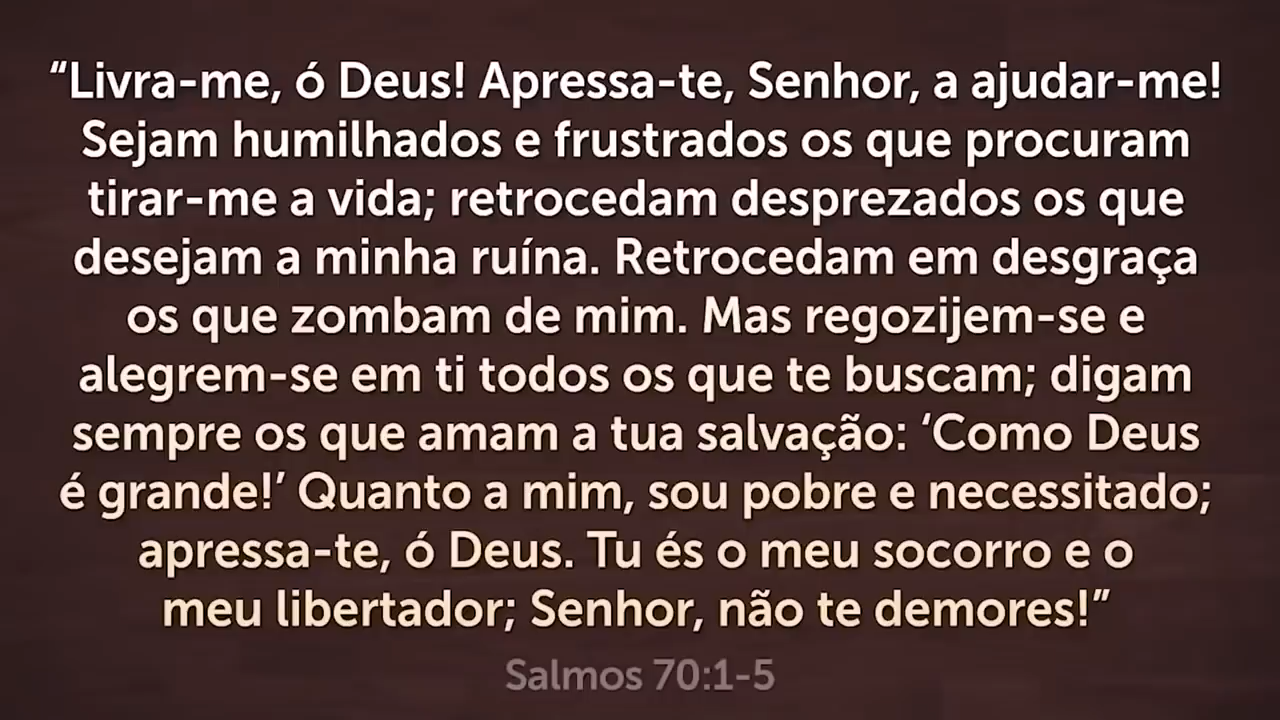 “Livra-me, ó Deus! Apressa-te, Senhor, a ajudar-me!
Sejam humilhados e frustrados os que procuram
tirar-me a vida; retrocedam desprezados os que
desejam a minha ruína. Retrocedam em desgraça
os que zombam de mim. Mas regozijem-se e
alegrem-se em ti todos os que te buscam; digam
sempre os que amam a tua salvação: ‘Como Deus
é grande!’ Quanto a mim, sou pobre e necessitado;
apressa-te, ó Deus. Tu és o meu socorro e o
meu libertador; Senhor, não te demores!”
Salmos 70:1-5